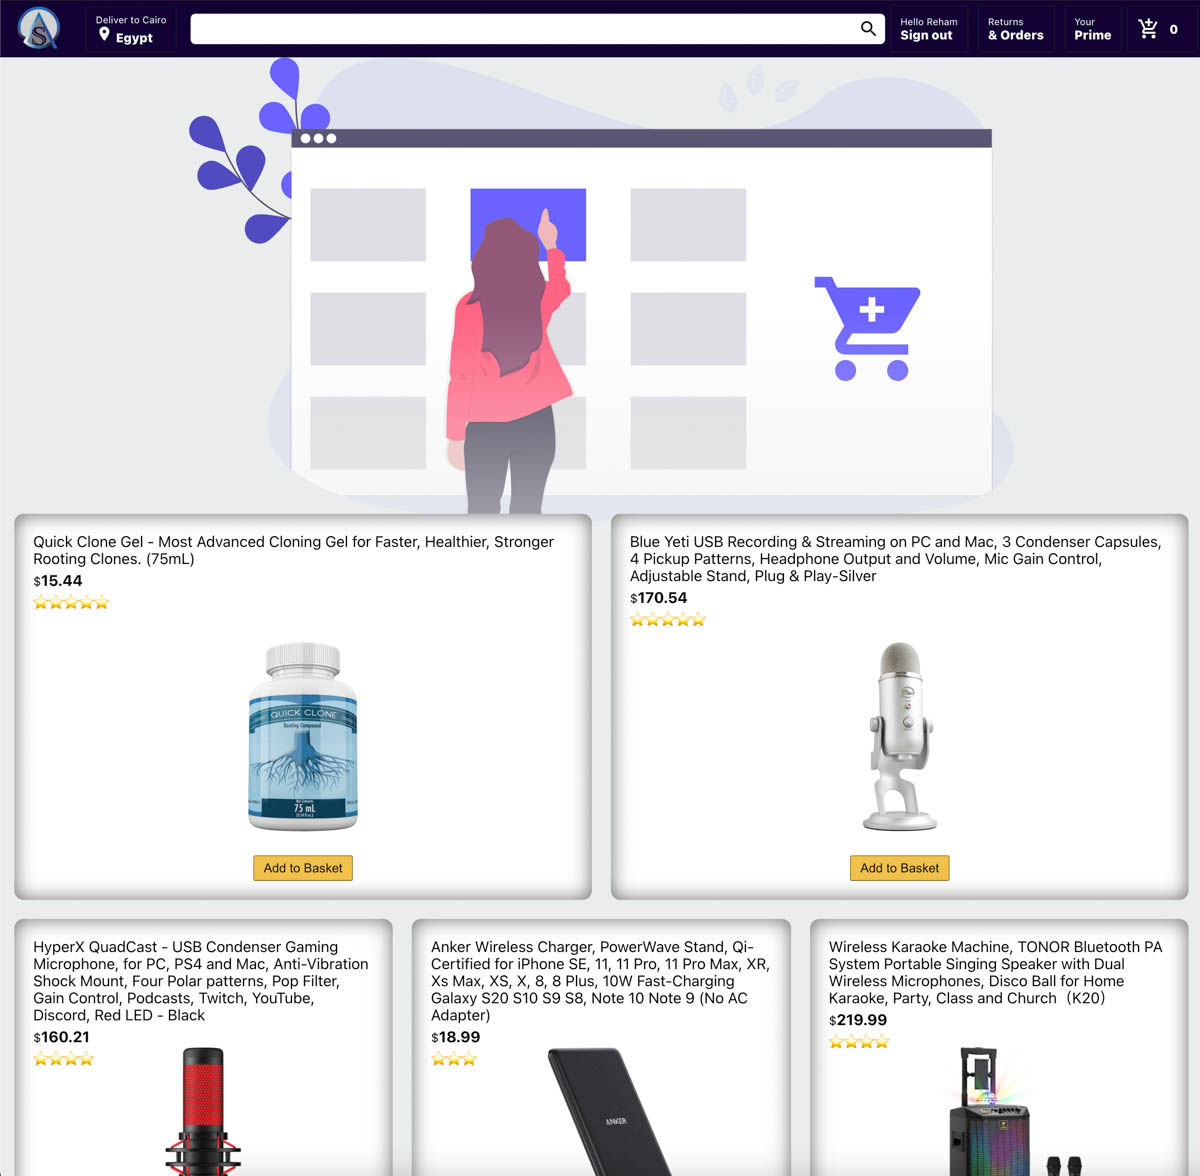 Deliver to Cairo
Egypt
Hello Reham
Sign out
Returns
& Orders
Your
Prime
0
Quick Clone Gel - Most Advanced Cloning Gel for Faster, Healthier, Stronger
Rooting Clones. (75mL)
$15.44
QUICK CLONE
Rooting Compound
75 mL
Add to Basket
Blue Yeti USB Recording & Streaming on PC and Mac, 3 Condenser Capsules,
4 Pickup Patterns, Headphone Output and Volume, Mic Gain Control,
Adjustable Stand, Plug & Play-Silver
$170.54
Add to Basket
HyperX QuadCast - USB Condenser Gaming
Microphone, for PC, PS4 and Mac, Anti-Vibration
Shock Mount, Four Polar patterns, Pop Filter,
Gain Control, Podcasts, Twitch, YouTube,
Discord, Red LED - Black
$160.21
Anker Wireless Charger, PowerWave Stand, Qi-
Certified for iPhone SE, 11, 11 Pro, 11 Pro Max, XR,
Xs Max, XS, X, 8, 8 Plus, 10W Fast-Charging
Galaxy S20 S10 S9 S8, Note 10 Note 9 (No AC
Adapter)
$18.99
ANKER
Wireless Karaoke Machine, TONOR Bluetooth PA
System Portable Singing Speaker with Dual
Wireless Microphones, Disco Ball for Home
Karaoke, Party, Class and Church（K20）
$219.99